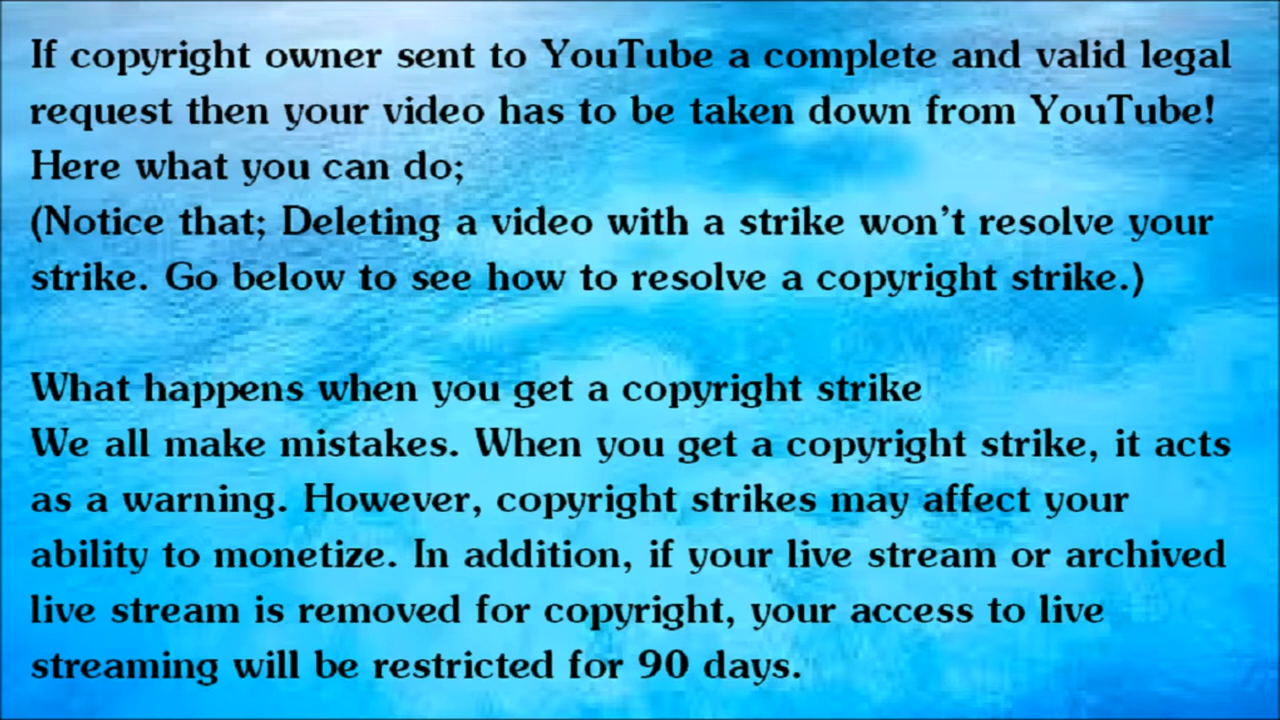 If copyright owner sent to YouTube a complete and valid legal
request then your video has to be taken down from YouTube!
Here what you can do;
(Notice that; Deleting a video with a strike won’t resolve your
strike. Go below to see how to resolve a copyright strike.)
What happens when you get a copyright strike
We all make mistakes. When you get a copyright strike, it acts
as a warning. However, copyright strikes may affect your
ability to monetize. In addition, if your live stream or archived
live stream is removed for copyright, your access to live
streaming will be restricted for 90 days.